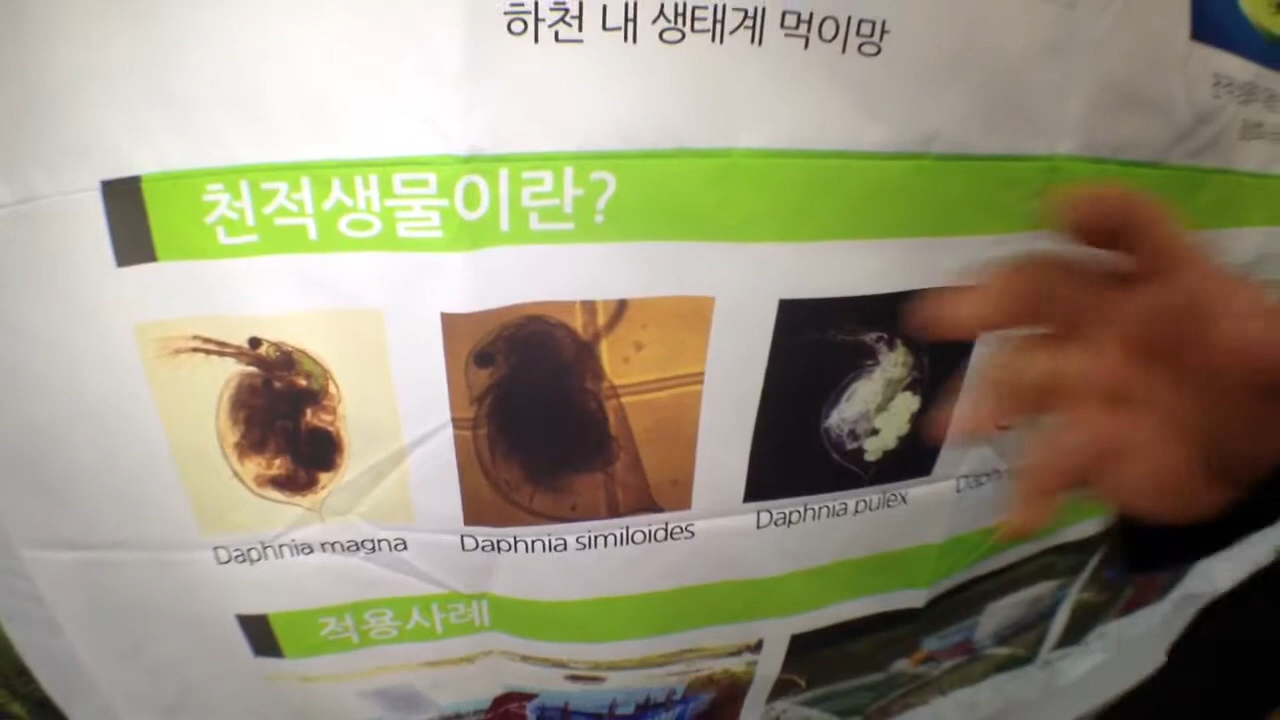 하천 내 생태계 먹이망
천적생물이란?
Daphnia magna
Daphnia similoides
Daphnia pulex
적용사례